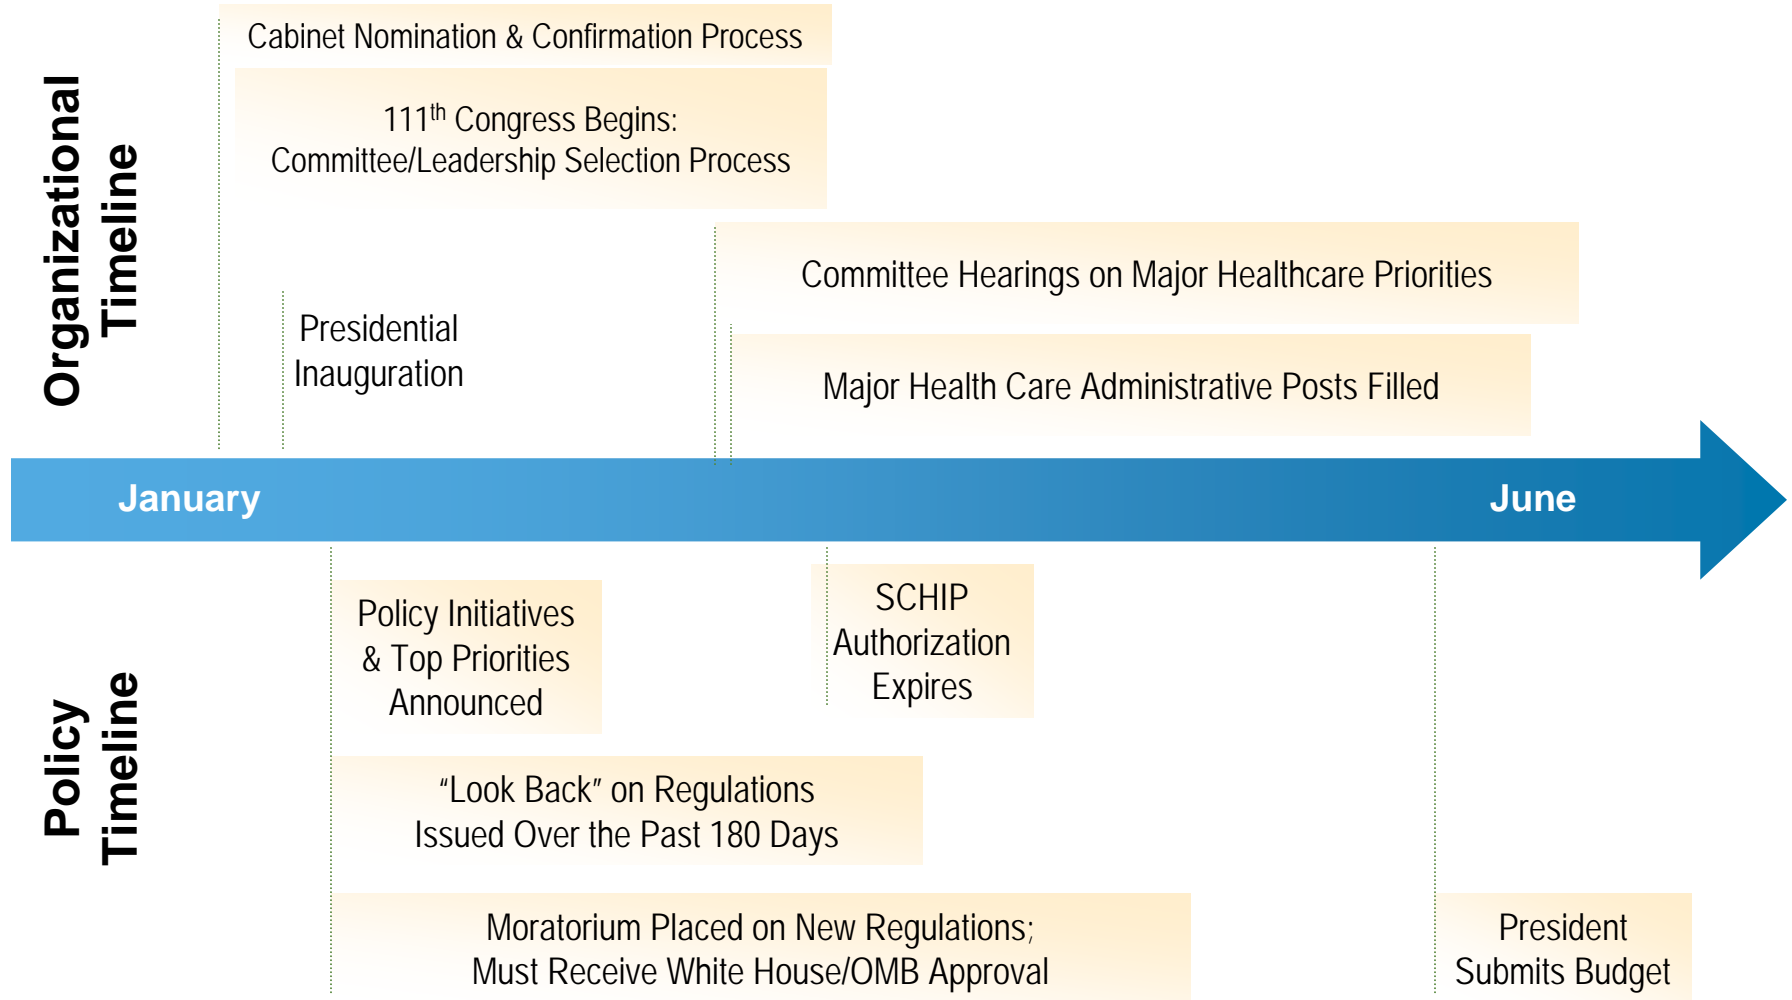 Organizational
Timeline
Cabinet Nomination & Confirmation Process
111th Congress Begins:
Committee/Leadership Selection Process
Committee Hearings on Major Healthcare Priorities
Presidential
Inauguration
Major Health Care Administrative Posts Filled
January
June
Policy
Timeline
Policy Initiatives
& Top Priorities
Announced
SCHIP
Authorization
Expires
“Look Back” on Regulations
Issued Over the Past 180 Days
Moratorium Placed on New Regulations;
Must Receive White House/OMB Approval
President
Submits Budget